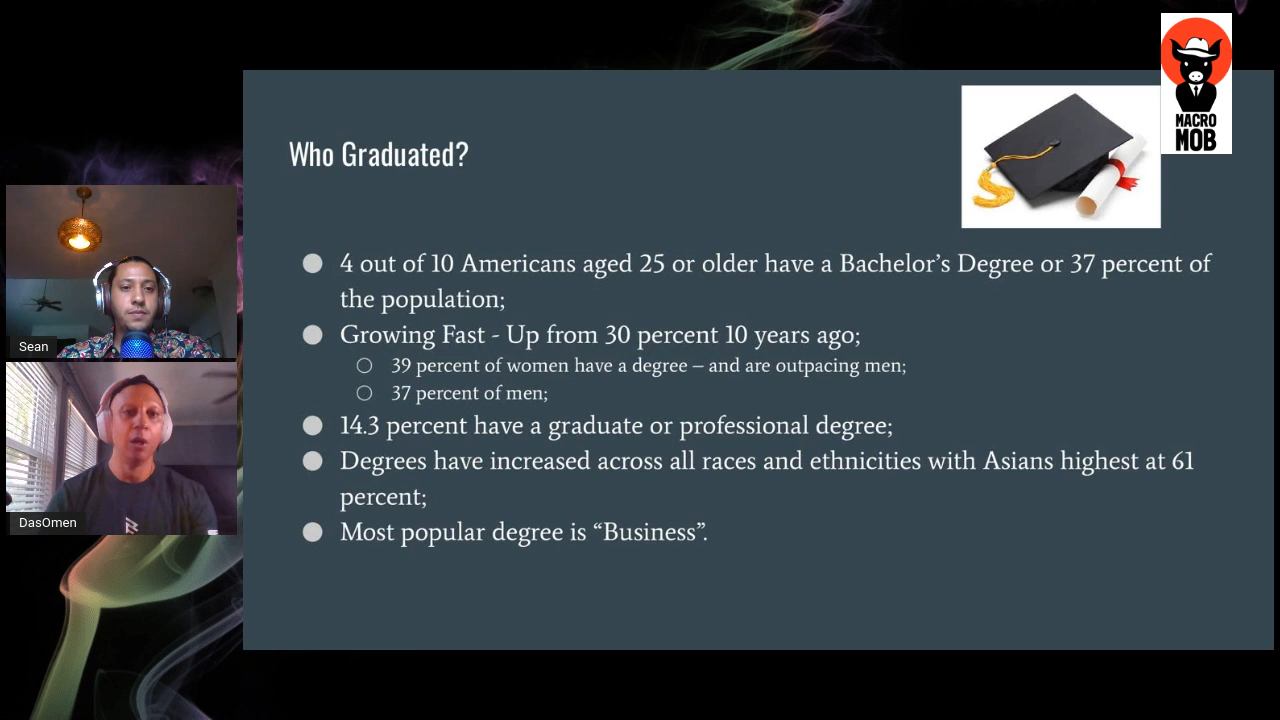 MACRO
MOB
Who Graduated?
4 out of 10 Americans aged 25 or older have a Bachelor’s Degree or 37 percent of
the population;
Growing Fast - Up from 30 percent 10 years ago;
39 percent of women have a degree – and are outpacing men;
37 percent of men;
14.3 percent have a graduate or professional degree;
Degrees have increased across all races and ethnicities with Asians highest at 61
percent;
Most popular degree is “Business”.
Sean
DasOmen